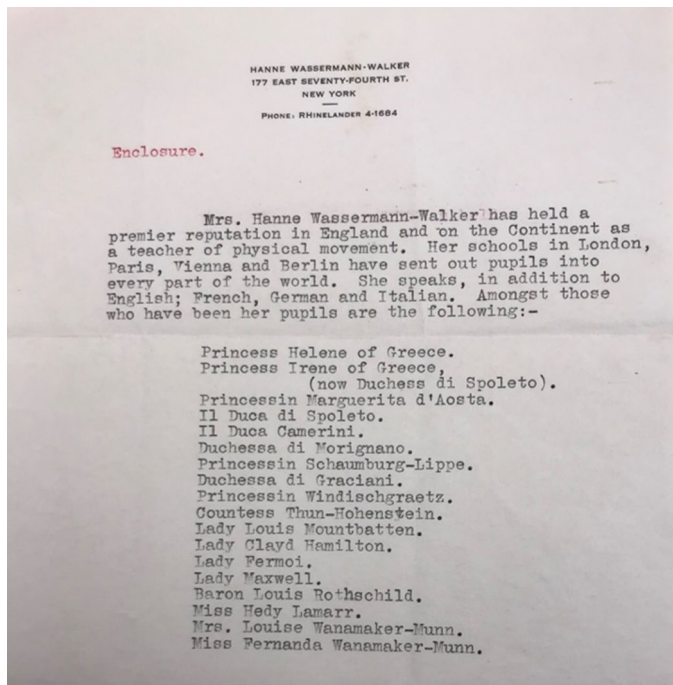 HANNE WASSERMANN-WALKER
177 EAST SEVENTY-FOURTH ST.
NEW YORK
PHONE: RHINELANDER 4-1684
Enclosure.
Mrs. Hanne Wassermann-Walker has held a
premier reputation in England and on the Continent as
a teacher of physical movement. Her schools in London,
Paris, Vienna and Berlin have sent out pupils into
every part of the world. She speaks, in addition to
English; French, German and Italian. Amongst those
who have been her pupils are the following:-
Princess Helene of Greece.
Princess Irene of Greece,
(now Duchess di Spoleto).
Princessin Marguerita d'Aosta.
Il Duca di Spoleto.
Il Duca Camerini.
Duchessa di Morignano.
Princessin Schaumburg-Lippe.
Duchessa di Graciani.
Princessin Windischgraetz.
Countess Thun-Hohenstein.
Lady Louis Mountbatten.
Lady Clayd Hamilton.
Lady Fermoi.
Lady Maxwell.
Baron Louis Rothschild.
Miss Hedy Lamarr.
Mrs. Louise Wanamaker-Munn.
Miss Fernanda Wanamaker-Munn.